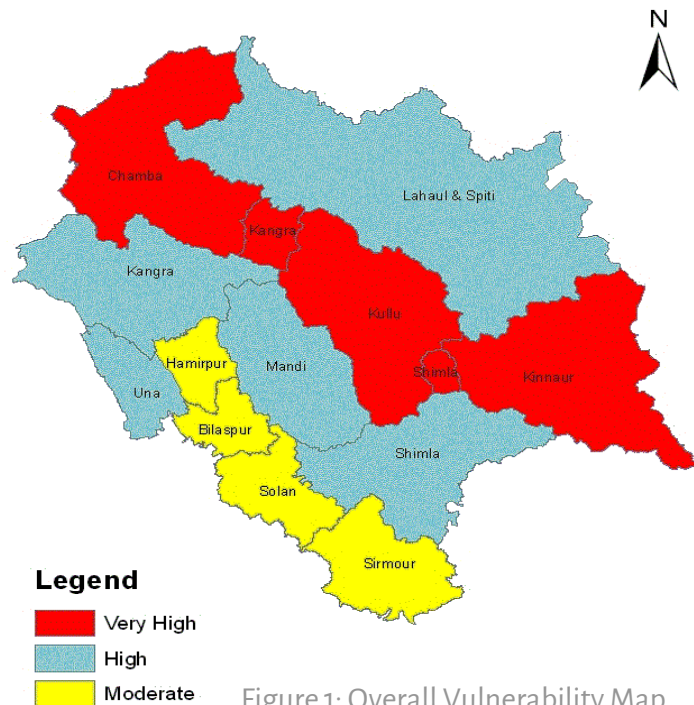 N
Chamba
Lahaul & Spiti
Kangra
Kangra
Kullu
Hamirpur
Mandi
Shimla
Kinnaur
Una
Bilaspur
Shimla
Solan
Sirmour
Legend
Very High
High
Moderate
Figure 1: Overall Vulnerability Map